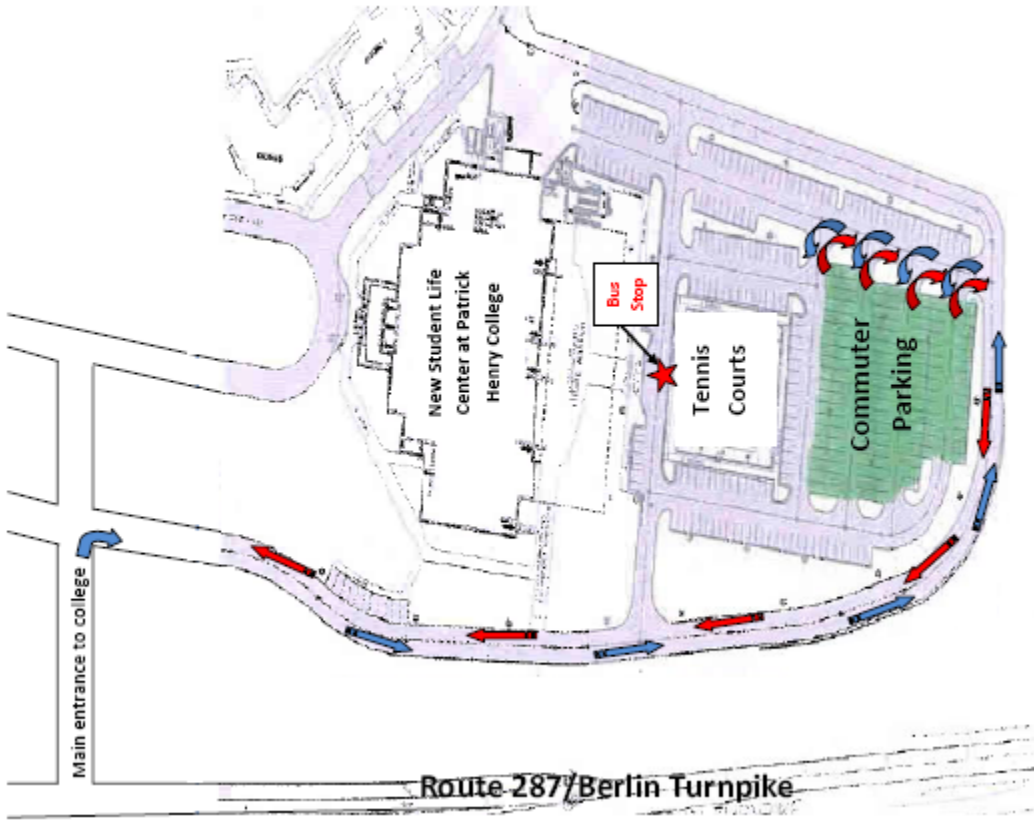 New Student Life
Center at Patrick
Henry College
Bus
Stop
Tennis
Courts
Commuter
Parking
Main entrance to college
Route 287/Berlin Turnpike